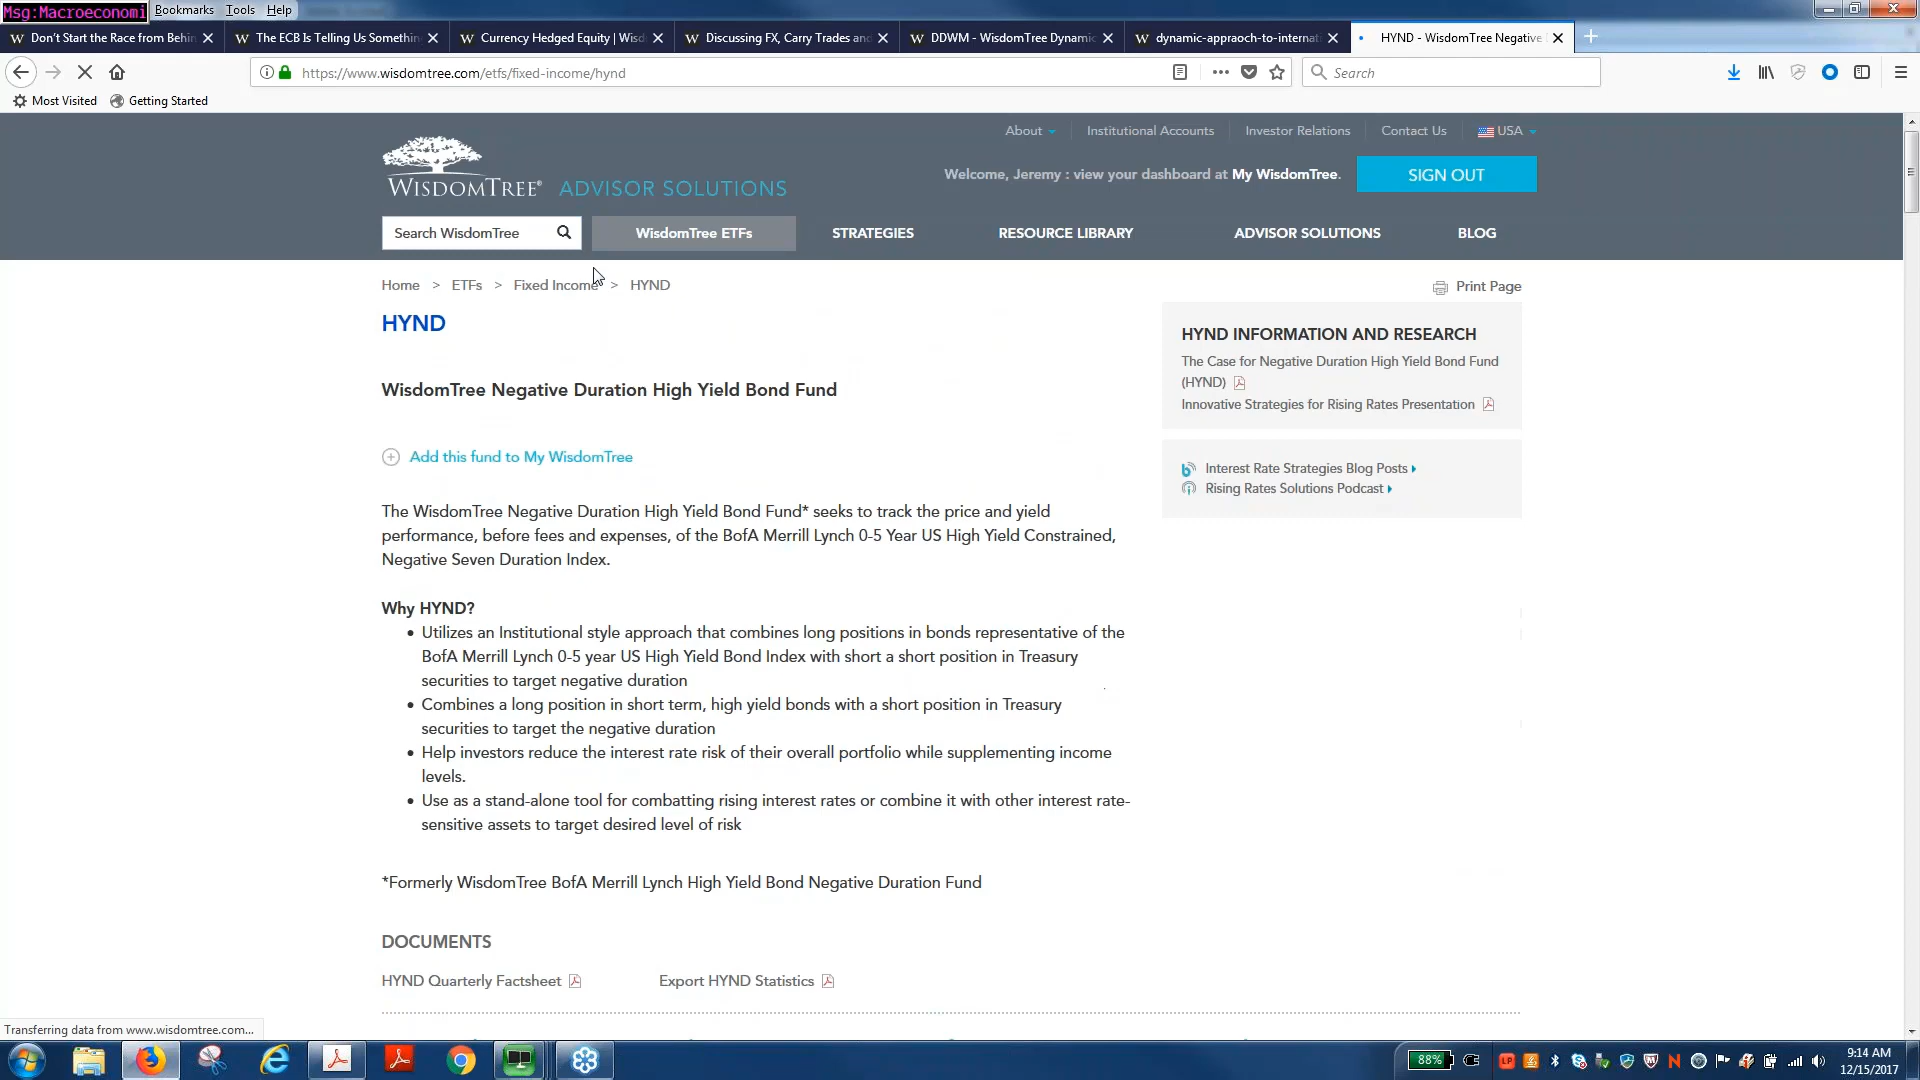 Msg:Macroeconomi
Bookmarks Tools Help
Don't Start the Race from Behin
The ECB Is Telling Us Somethin
Currency Hedged Equity | Wisd
Discussing FX, Carry Trades and
DDWM - WisdomTree Dynamic
dynamic-appraoch-to-internat
HYND - WisdomTree Negative
https://www.wisdomtree.com/etfs/fixed-income/hynd
Search
Most Visited Getting Started
About Institutional Accounts Investor Relations Contact Us USA
WISDOMTREE® ADVISOR SOLUTIONS
Welcome, Jeremy : view your dashboard at My WisdomTree.
SIGN OUT
Search WisdomTree
WisdomTree ETFs
STRATEGIES
RESOURCE LIBRARY
ADVISOR SOLUTIONS
BLOG
Home > ETFs > Fixed Income > HYND
Print Page
HYND
WisdomTree Negative Duration High Yield Bond Fund
Add this fund to My WisdomTree
The WisdomTree Negative Duration High Yield Bond Fund* seeks to track the price and yield
performance, before fees and expenses, of the BofA Merrill Lynch 0-5 Year US High Yield Constrained,
Negative Seven Duration Index.
Why HYND?
• Utilizes an Institutional style approach that combines long positions in bonds representative of the
BofA Merrill Lynch 0-5 year US High Yield Bond Index with short a short position in Treasury
securities to target negative duration
• Combines a long position in short term, high yield bonds with a short position in Treasury
securities to target the negative duration
• Help investors reduce the interest rate risk of their overall portfolio while supplementing income
levels.
• Use as a stand-alone tool for combatting rising interest rates or combine it with other interest rate-
sensitive assets to target desired level of risk
*Formerly WisdomTree BofA Merrill Lynch High Yield Bond Negative Duration Fund
DOCUMENTS
HYND Quarterly Factsheet
Export HYND Statistics
HYND INFORMATION AND RESEARCH
The Case for Negative Duration High Yield Bond Fund
(HYND)
Innovative Strategies for Rising Rates Presentation
Interest Rate Strategies Blog Posts
Rising Rates Solutions Podcast
Transferring data from www.wisdomtree.com...
88%
9:14 AM
12/15/2017